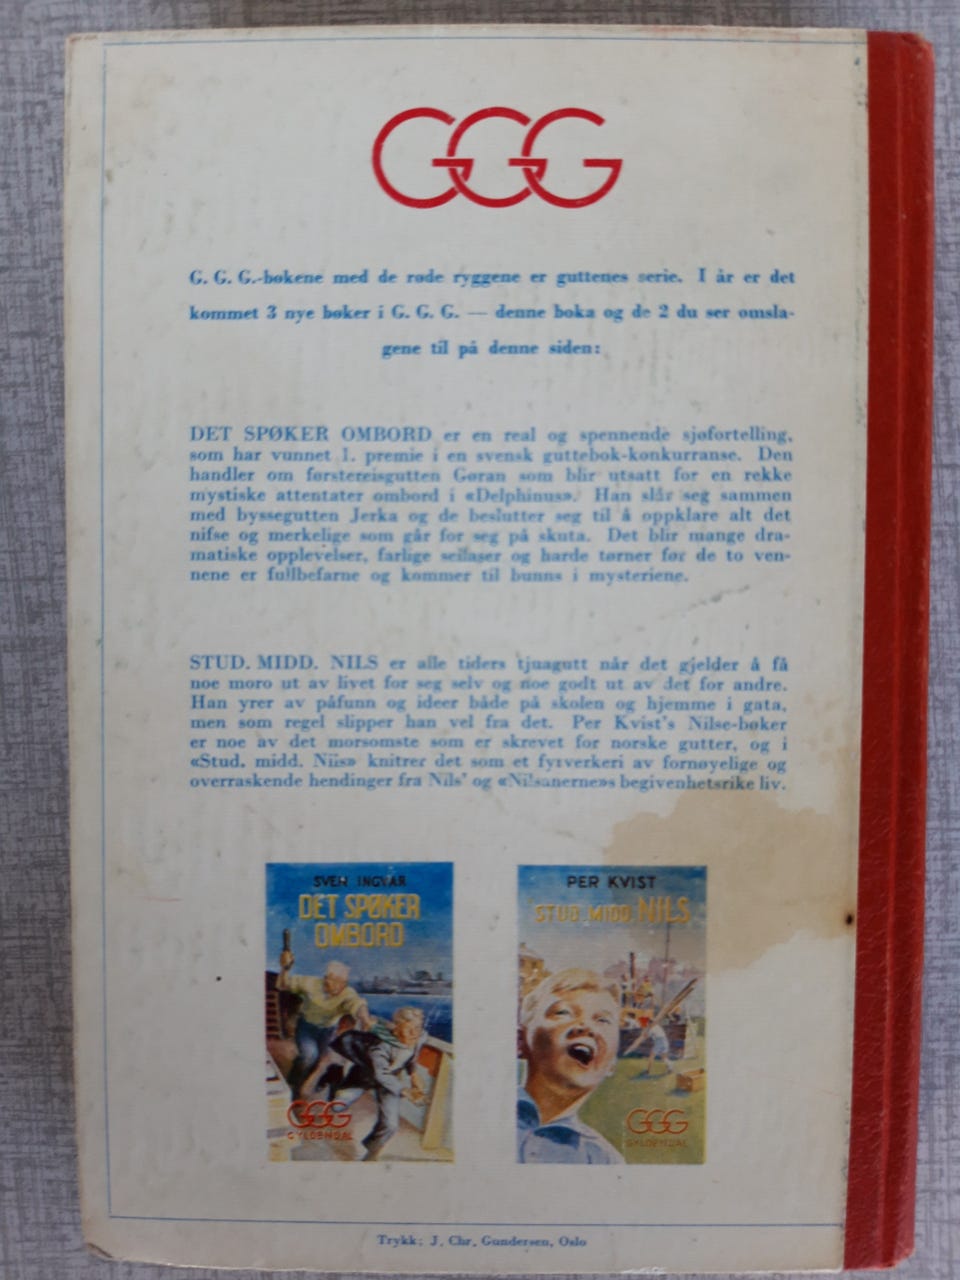 GGG
G. G. G.-bøkene med de røde ryggene er guttenes serie. I år er det
kommet 3 nye bøker i G. G. G. — denne boka og de 2 du ser omsla-
gene til på denne siden:
DET SPØKER OMBORD er en real og spennende sjøfortelling,
som har vunnet 1. premie i en svensk guttebok-konkurranse. Den
handler om førstereisgutten Gøran som blir utsatt for en rekke
mystiske attentater ombord i «Delphinus». Han slår seg sammen
med byssegutten Jerka og de beslutter seg til å oppklare alt det
nifse og merkelige som går for seg på skuta. Det blir mange dra-
matiske opplevelser, farlige seilaser og harde tørner før de to ven-
nene er fullbefarne og kommer til bunns i mysteriene.
STUD. MIDD. NILS er alle tiders tjuagutt når det gjelder å få
noe moro ut av livet for seg selv og noe godt ut av det for andre.
Han yrer av påfunn og ideer både på skolen og hjemme i gata,
men som regel slipper han vel fra det. Per Kvist's Nilse-bøker
er noe av det morsomste som er skrevet for norske gutter, og i
«Stud. midd. Nils» knitrer det som et fyrverkeri av fornøyelige og
overraskende hendinger fra Nils' og «Nilsanerne»s begivenhetsrike liv.
SVEN INGVAR
DET SPØKER
OMBORD
GGG
GYLDENDAL
PER KVIST
STUD. MIDD. NILS
GGG
GYLDENDAL
Trykk: J. Chr. Gundersen, Oslo